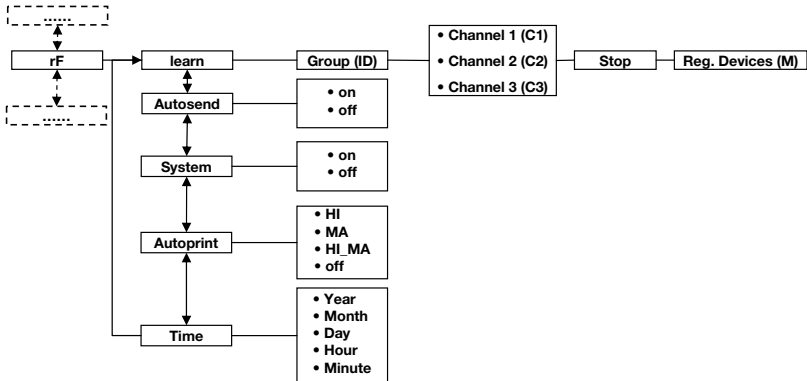 ......
rF
......
learn
Group (ID)
• Channel 1 (C1)
• Channel 2 (C2)
• Channel 3 (C3)
Stop
Reg. Devices (M)
Autosend
• on
• off
System
• on
• off
Autoprint
• HI
• MA
• HI_MA
• off
Time
• Year
• Month
• Day
• Hour
• Minute